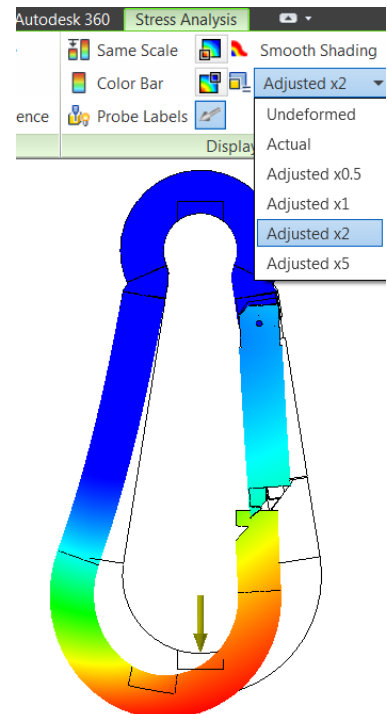 Autodesk 360 Stress Analysis
Same Scale Smooth Shading
Color Bar Adjusted x2
ence Probe Labels
Display
Undeformed
Actual
Adjusted x0.5
Adjusted x1
Adjusted x2
Adjusted x5